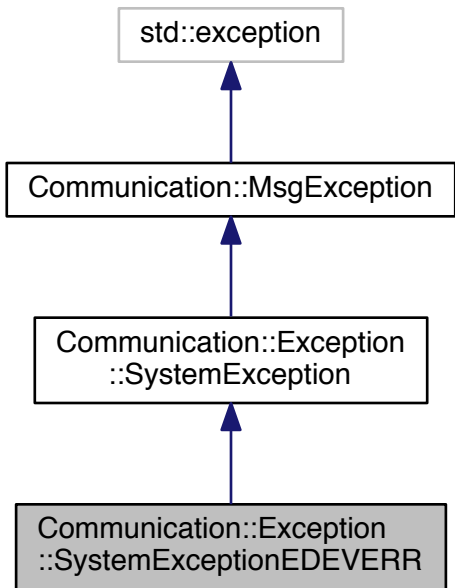 std::exception
Communication::MsgException
Communication::Exception
::SystemException
Communication::Exception
::SystemExceptionEDEVERR